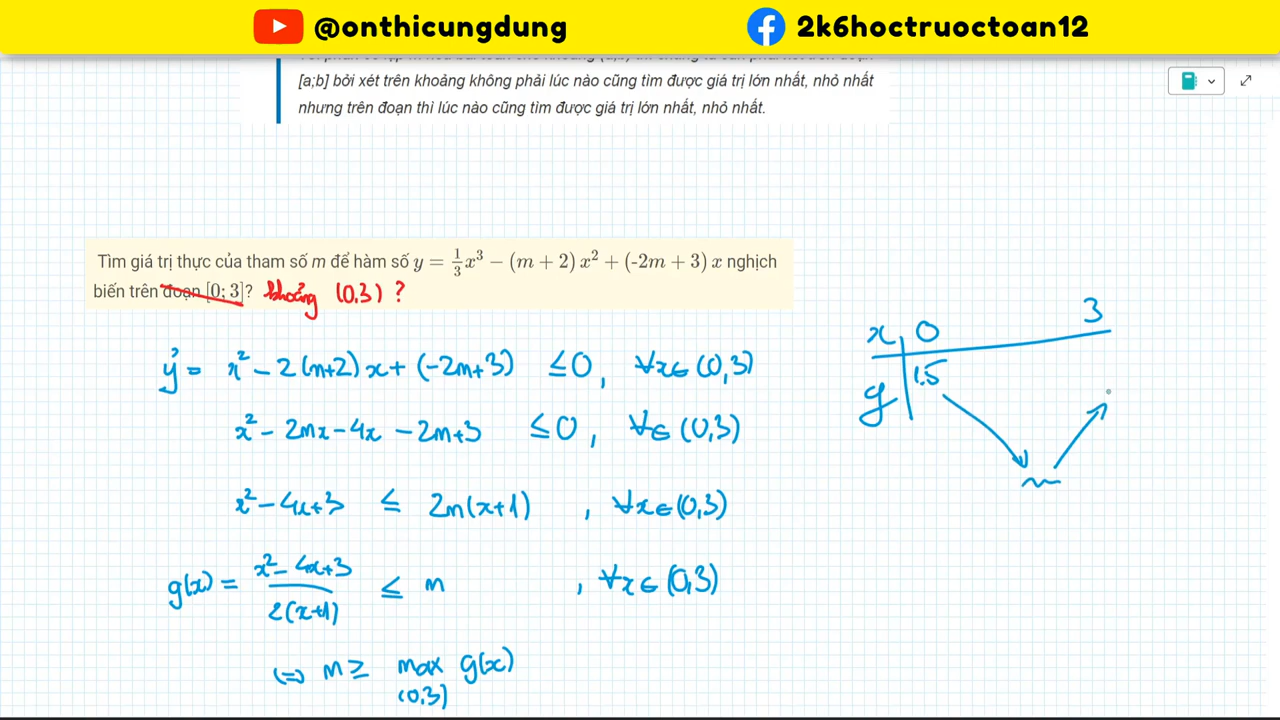 @onthicungdung
2k6hoctruoctoan12
[a;b] bởi xét trên khoảng không phải lúc nào cũng tìm được giá trị lớn nhất, nhỏ nhất
nhưng trên đoạn thì lúc nào cũng tìm được giá trị lớn nhất, nhỏ nhất.
Tìm giá trị thực của tham số m để hàm số y = 1/3 x³ − (m + 2) x² + (-2m + 3) x nghịch
biến trên đoạn [0; 3]? khoảng (0,3) ?
y' = x² − 2(m+2)x + (−2m+3) ≤ 0, ∀x∈ (0,3)
x² − 2mx − 4x − 2m+3 ≤ 0, ∀∈ (0,3)
x² − 4x+3 ≤ 2m(x+1) , ∀x∈(0,3)
g(x) = (x² − 4x+3)/(2(x+1)) ≤ m , ∀x∈(0,3)
(=) m ≥ max g(x)
(0,3)
x 0 3
g 1.5